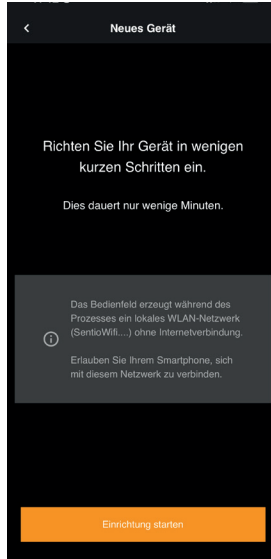 Neues Gerät
Richten Sie Ihr Gerät in wenigen
kurzen Schritten ein.
Dies dauert nur wenige Minuten.
Das Bedienfeld erzeugt während des
Prozesses ein lokales WLAN-Netzwerk
(SentioWifi....) ohne Internetverbindung.
Erlauben Sie Ihrem Smartphone, sich
mit diesem Netzwerk zu verbinden.
Einrichtung starten